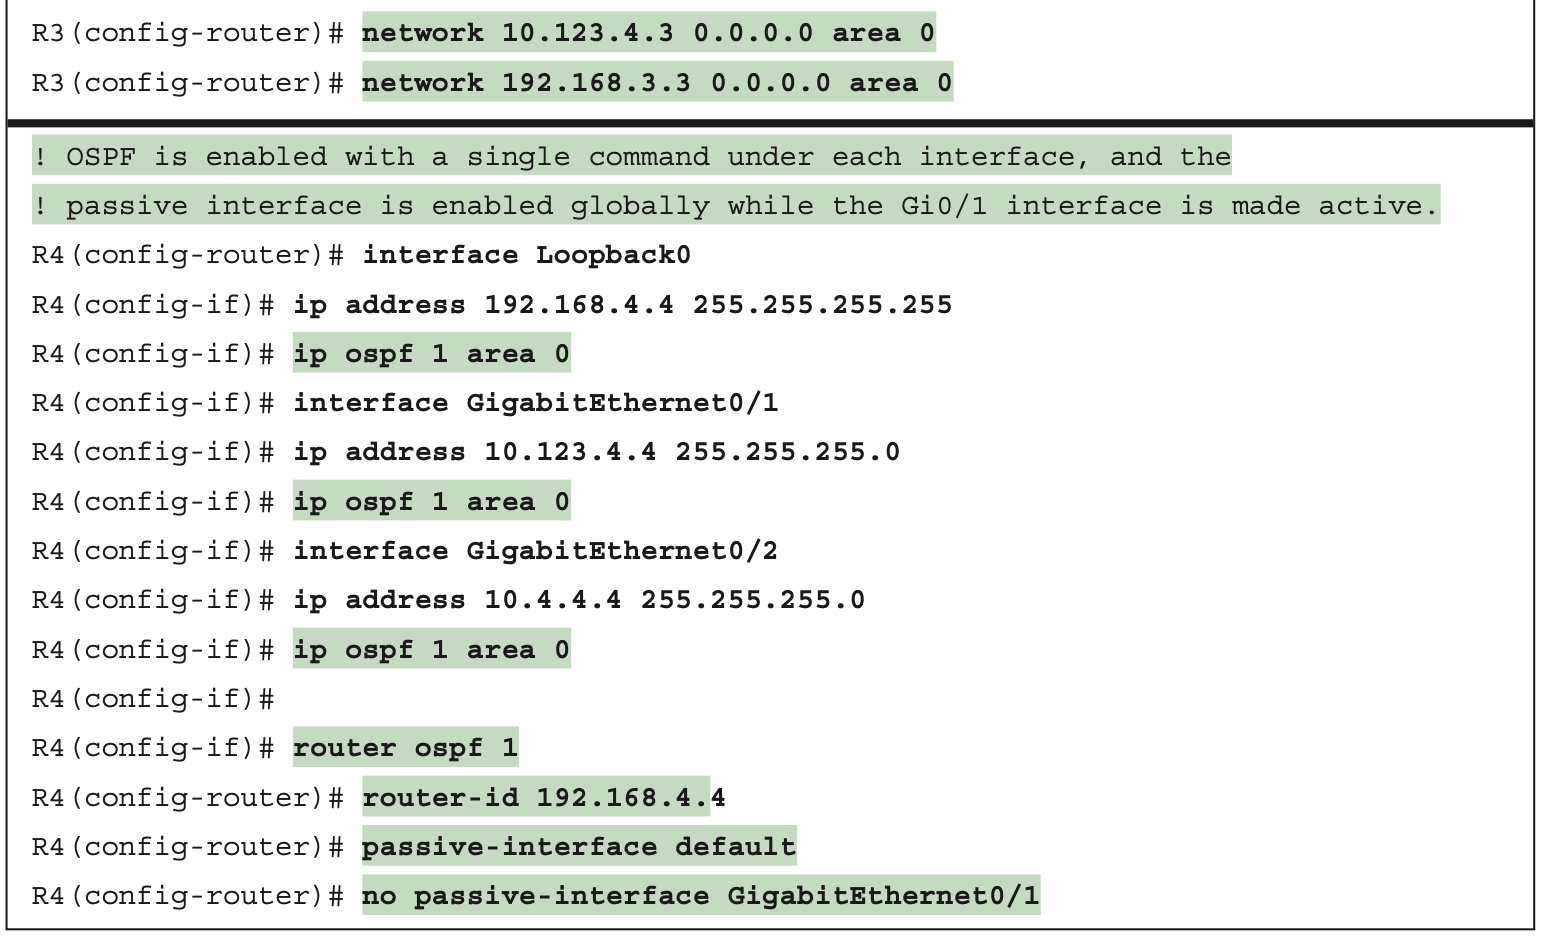 R3(config-router)# network 10.123.4.3 0.0.0.0 area 0
R3(config-router)# network 192.168.3.3 0.0.0.0 area 0
! OSPF is enabled with a single command under each interface, and the
! passive interface is enabled globally while the Gi0/1 interface is made active.
R4(config-router)# interface Loopback0
R4(config-if)# ip address 192.168.4.4 255.255.255.255
R4(config-if)# ip ospf 1 area 0
R4(config-if)# interface GigabitEthernet0/1
R4(config-if)# ip address 10.123.4.4 255.255.255.0
R4(config-if)# ip ospf 1 area 0
R4(config-if)# interface GigabitEthernet0/2
R4(config-if)# ip address 10.4.4.4 255.255.255.0
R4(config-if)# ip ospf 1 area 0
R4(config-if)#
R4(config-if)# router ospf 1
R4(config-router)# router-id 192.168.4.4
R4(config-router)# passive-interface default
R4(config-router)# no passive-interface GigabitEthernet0/1